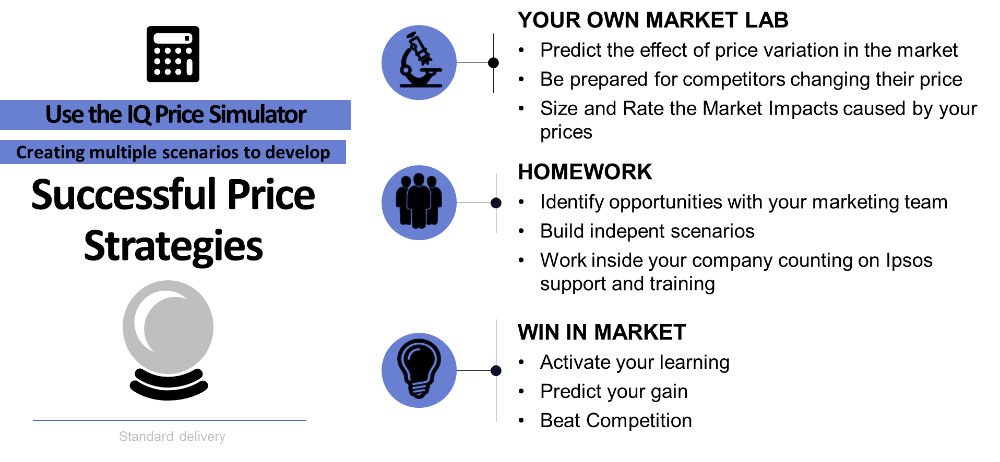 Use the IQ Price Simulator
Creating multiple scenarios to develop
Successful Price
Strategies
Standard delivery
YOUR OWN MARKET LAB
• Predict the effect of price variation in the market
• Be prepared for competitors changing their price
• Size and Rate the Market Impacts caused by your
prices
HOMEWORK
• Identify opportunities with your marketing team
• Build indepent scenarios
• Work inside your company counting on Ipsos
support and training
WIN IN MARKET
• Activate your learning
• Predict your gain
• Beat Competition